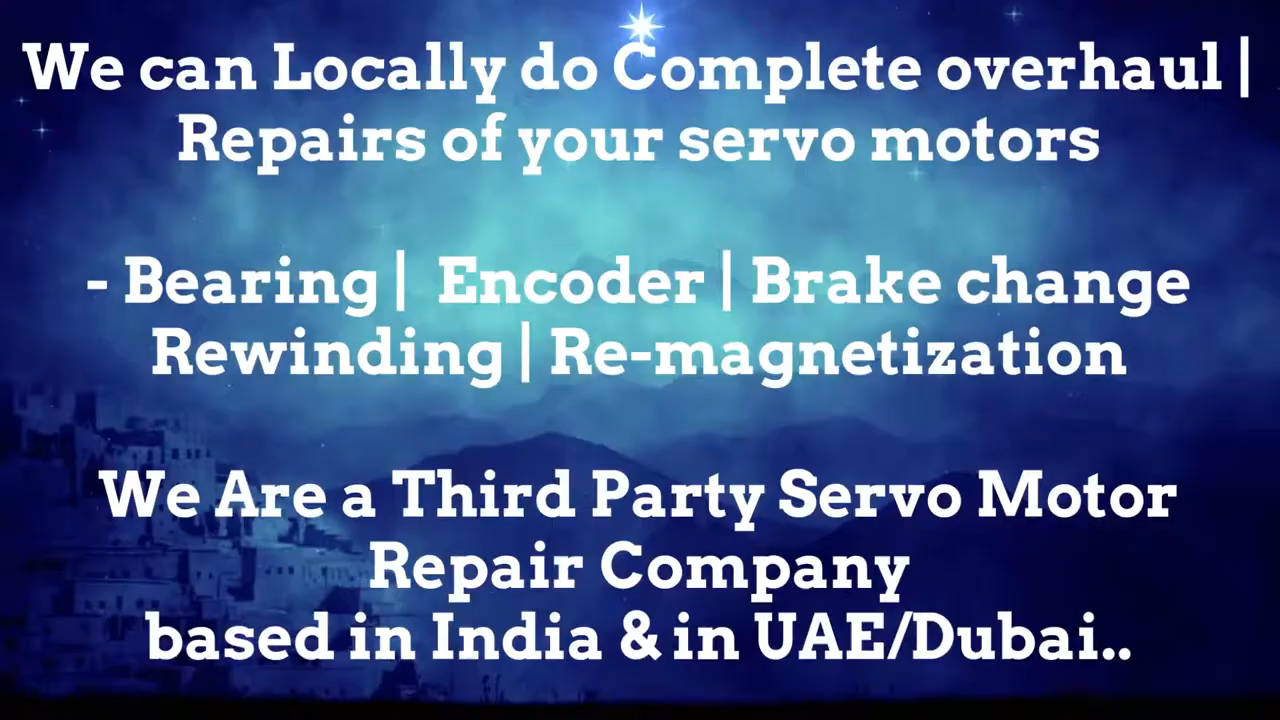 We can Locally do Complete overhaul |
Repairs of your servo motors
- Bearing | Encoder | Brake change
Rewinding | Re-magnetization
We Are a Third Party Servo Motor
Repair Company
based in India & in UAE/Dubai..